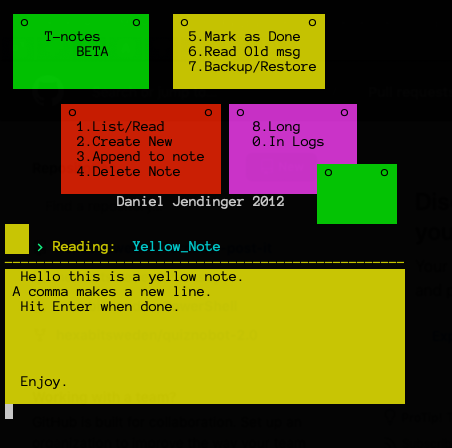 T-notes
BETA
5.Mark as Done
6.Read Old msg
7.Backup/Restore
1.List/Read
2.Create New
3.Append to note
4.Delete Note
8.Long
0.In Logs
Daniel Jendinger 2012
> Reading: Yellow_Note
Hello this is a yellow note.
A comma makes a new line.
Hit Enter when done.
Enjoy.